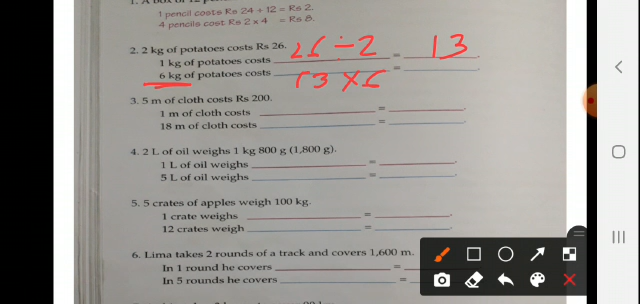 1 pencil costs Rs 24 ÷ 12 = Rs 2.
4 pencils cost Rs 2 x 4 = Rs 8.
2. 2 kg of potatoes costs Rs 26.
1 kg of potatoes costs 26 ÷ 2 = 13
6 kg of potatoes costs 13 × 6 =
3. 5 m of cloth costs Rs 200.
1 m of cloth costs =
18 m of cloth costs =
4. 2 L of oil weighs 1 kg 800 g (1,800 g).
1 L of oil weighs =
5 L of oil weighs =
5. 5 crates of apples weigh 100 kg.
1 crate weighs =
12 crates weigh =
6. Lima takes 2 rounds of a track and covers 1,600 m.
In 1 round he covers =
In 5 rounds he covers =